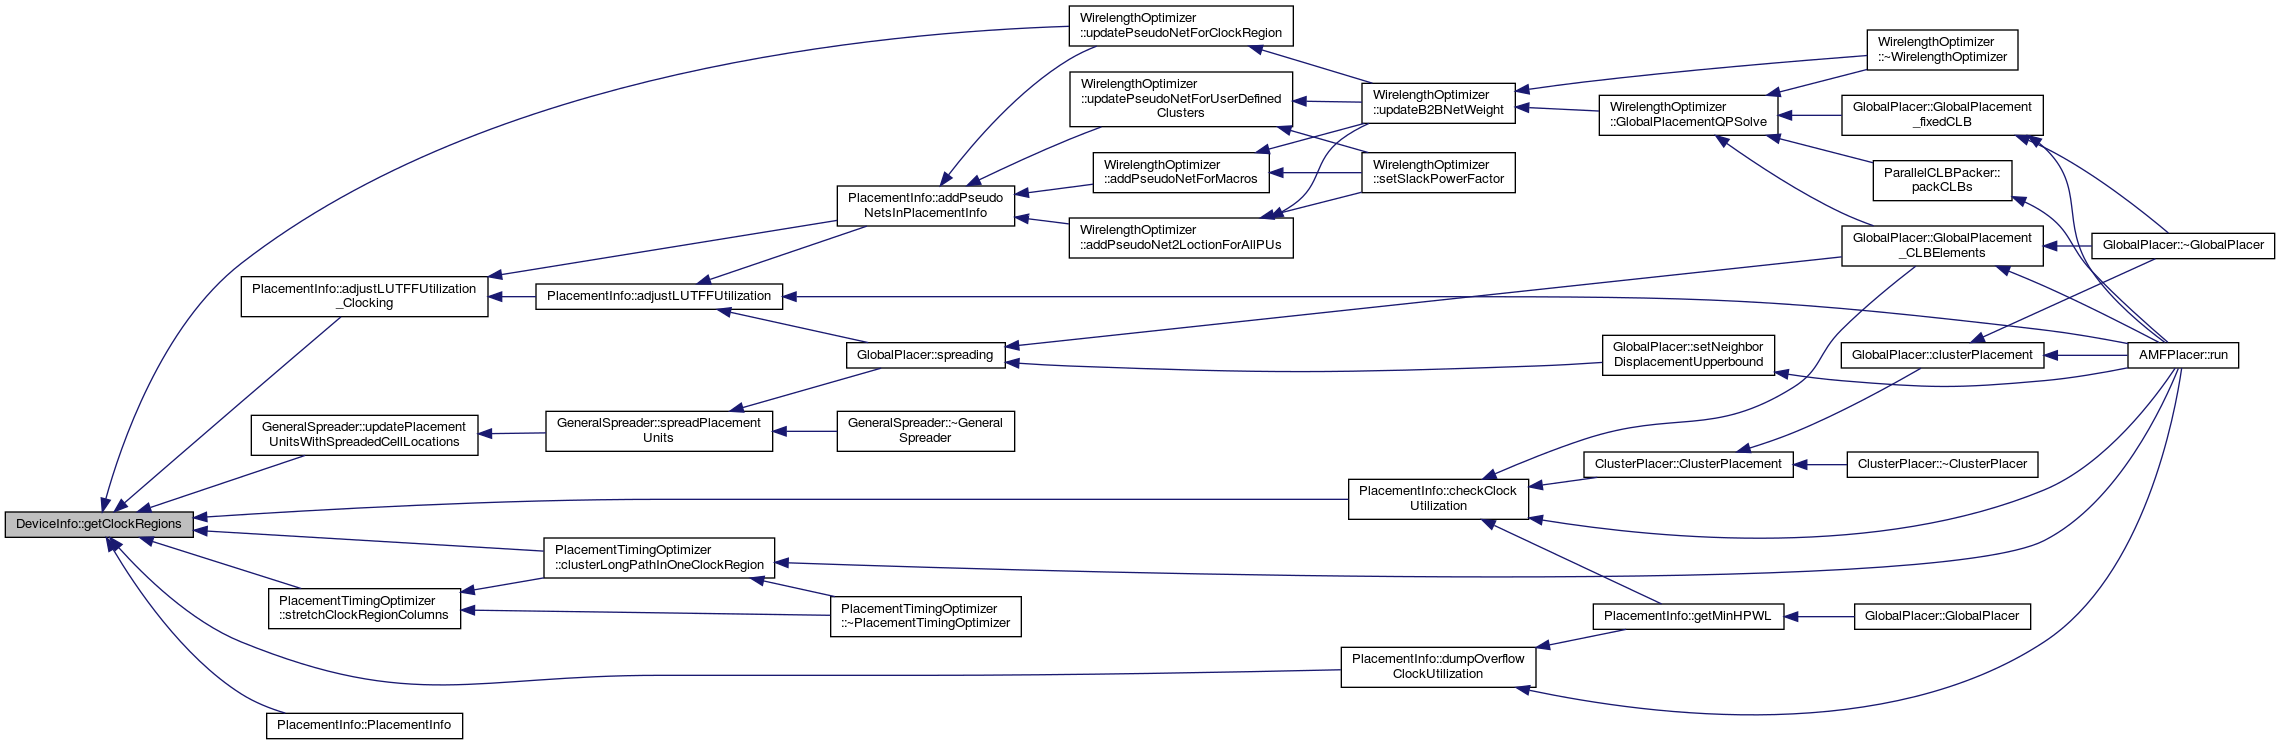 WirelengthOptimizer
::updatePseudoNetForClockRegion
WirelengthOptimizer
::~WirelengthOptimizer
WirelengthOptimizer
::updatePseudoNetForUserDefined
Clusters
WirelengthOptimizer
::updateB2BNetWeight
WirelengthOptimizer
::GlobalPlacementQPSolve
GlobalPlacer::GlobalPlacement
_fixedCLB
WirelengthOptimizer
::addPseudoNetForMacros
WirelengthOptimizer
::setSlackPowerFactor
ParallelCLBPacker::
packCLBs
PlacementInfo::addPseudo
NetsInPlacementInfo
WirelengthOptimizer
::addPseudoNet2LoctionForAllPUs
GlobalPlacer::GlobalPlacement
_CLBElements
GlobalPlacer::~GlobalPlacer
PlacementInfo::adjustLUTFFUtilization
_Clocking
PlacementInfo::adjustLUTFFUtilization
GlobalPlacer::spreading
GlobalPlacer::setNeighbor
DisplacementUpperbound
GlobalPlacer::clusterPlacement
AMFPlacer::run
GeneralSpreader::updatePlacement
UnitsWithSpreadedCellLocations
GeneralSpreader::spreadPlacement
Units
GeneralSpreader::~General
Spreader
ClusterPlacer::ClusterPlacement
ClusterPlacer::~ClusterPlacer
PlacementInfo::checkClock
Utilization
DeviceInfo::getClockRegions
PlacementTimingOptimizer
::clusterLongPathInOneClockRegion
PlacementTimingOptimizer
::stretchClockRegionColumns
PlacementTimingOptimizer
::~PlacementTimingOptimizer
PlacementInfo::getMinHPWL
GlobalPlacer::GlobalPlacer
PlacementInfo::dumpOverflow
ClockUtilization
PlacementInfo::PlacementInfo